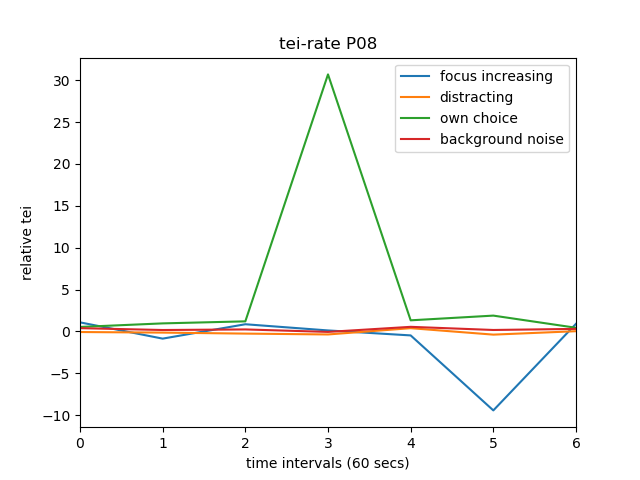 tei-rate P08
focus increasing
distracting
own choice
background noise
relative tei
30
25
20
15
10
5
0
−5
−10
0 1 2 3 4 5 6
time intervals (60 secs)